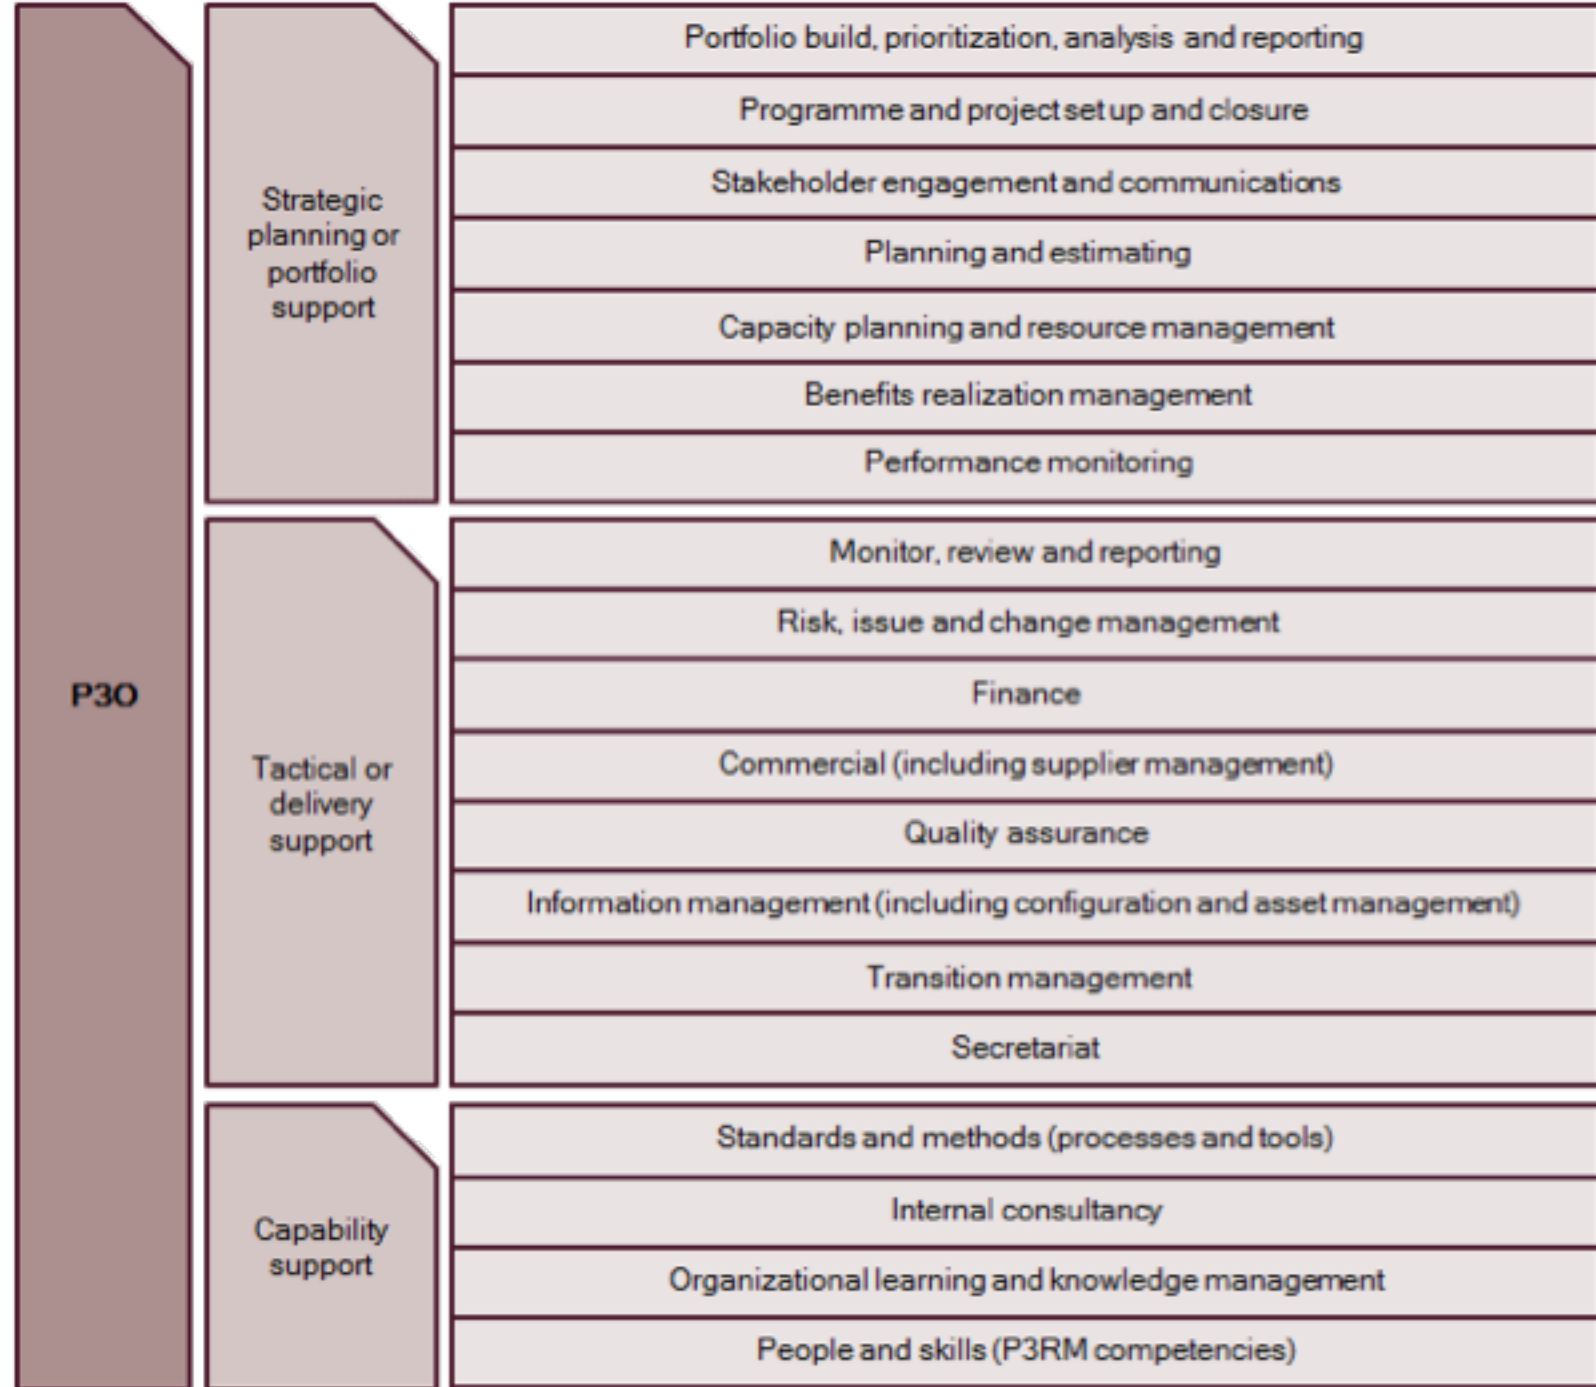 P3O
Strategic
planning or
portfolio
support
Portfolio build, prioritization, analysis and reporting
Programme and project set up and closure
Stakeholder engagement and communications
Planning and estimating
Capacity planning and resource management
Benefits realization management
Performance monitoring
Tactical or
delivery
support
Monitor, review and reporting
Risk, issue and change management
Finance
Commercial (including supplier management)
Quality assurance
Information management (including configuration and asset management)
Transition management
Secretariat
Capability
support
Standards and methods (processes and tools)
Internal consultancy
Organizational learning and knowledge management
People and skills (P3RM competencies)